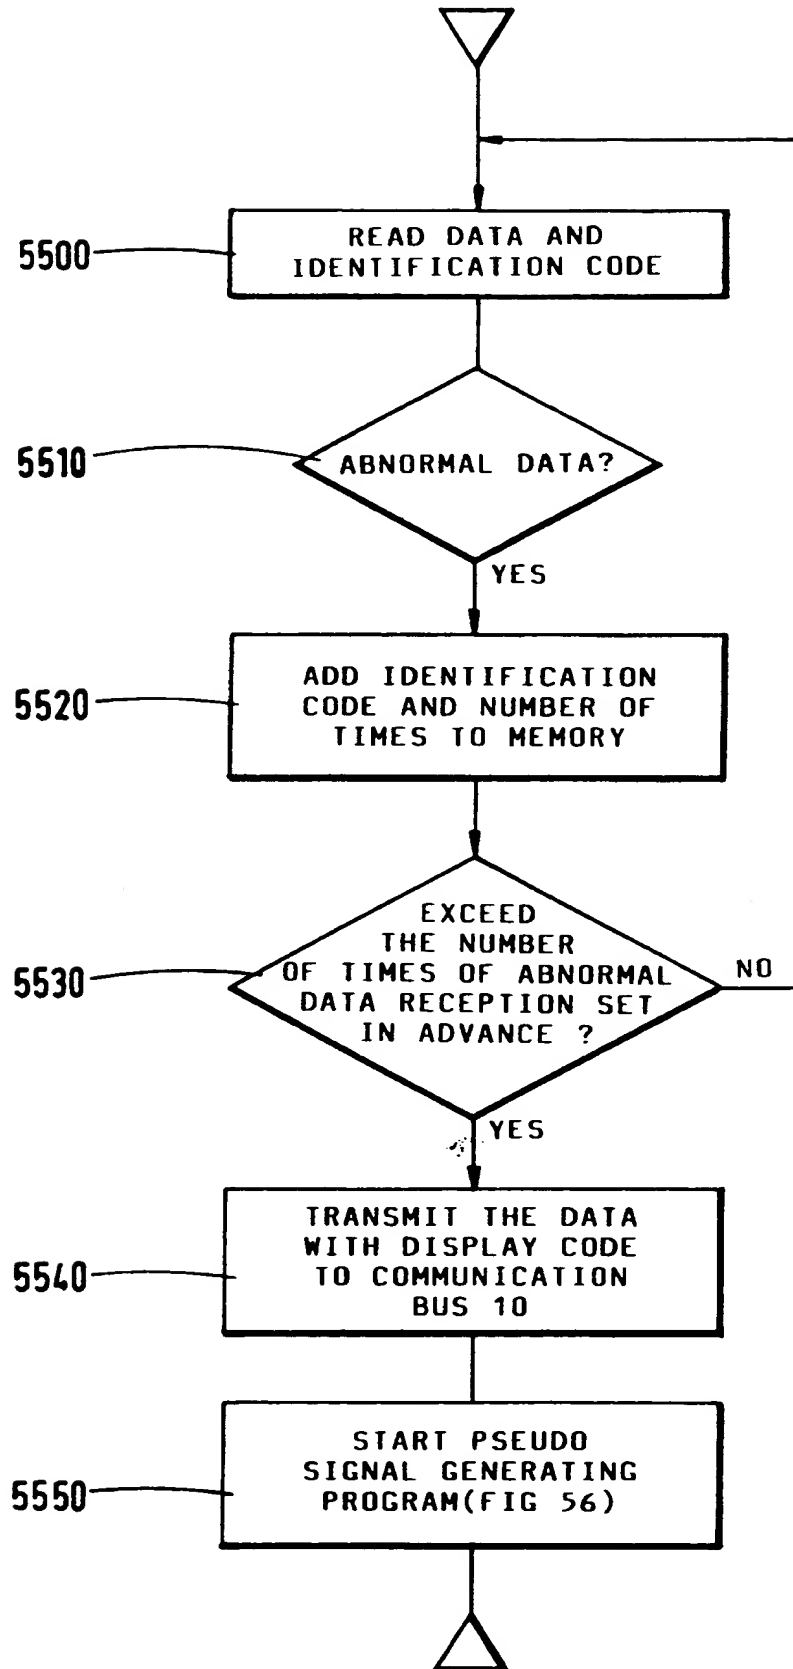 5500
READ DATA AND
IDENTIFICATION CODE
5510
ABNORMAL DATA?
YES
5520
ADD IDENTIFICATION
CODE AND NUMBER OF
TIMES TO MEMORY
5530
EXCEED
THE NUMBER
OF TIMES OF ABNORMAL
DATA RECEPTION SET
IN ADVANCE ?
NO
YES
5540
TRANSMIT THE DATA
WITH DISPLAY CODE
TO COMMUNICATION
BUS 10
5550
START PSEUDO
SIGNAL GENERATING
PROGRAM(FIG 56)